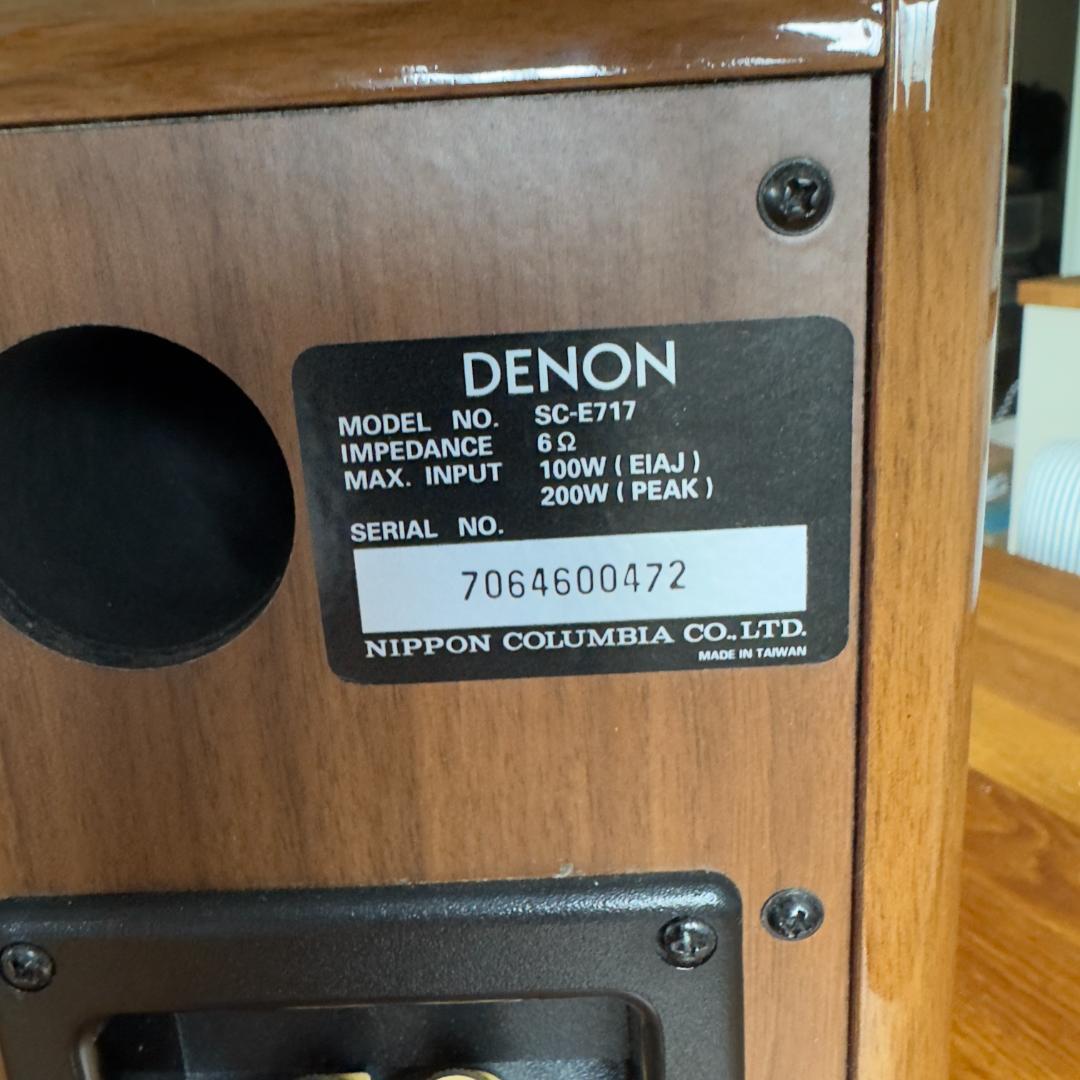 DENON
MODEL NO. SC-E717
IMPEDANCE 6Ω
MAX. INPUT 100W ( EIAJ )
200W ( PEAK )
SERIAL NO.
7064600472
NIPPON COLUMBIA CO.,LTD.
MADE IN TAIWAN